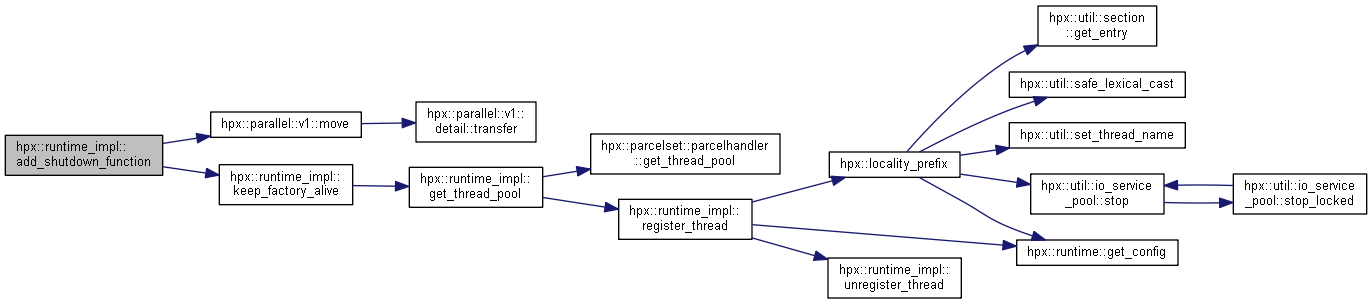 hpx::runtime_impl::
add_shutdown_function
hpx::parallel::v1::move
hpx::parallel::v1::
detail::transfer
hpx::runtime_impl::
keep_factory_alive
hpx::runtime_impl::
get_thread_pool
hpx::parcelset::parcelhandler
::get_thread_pool
hpx::runtime_impl::
register_thread
hpx::locality_prefix
hpx::util::section
::get_entry
hpx::util::safe_lexical_cast
hpx::util::set_thread_name
hpx::util::io_service
_pool::stop
hpx::util::io_service
_pool::stop_locked
hpx::runtime::get_config
hpx::runtime_impl::
unregister_thread